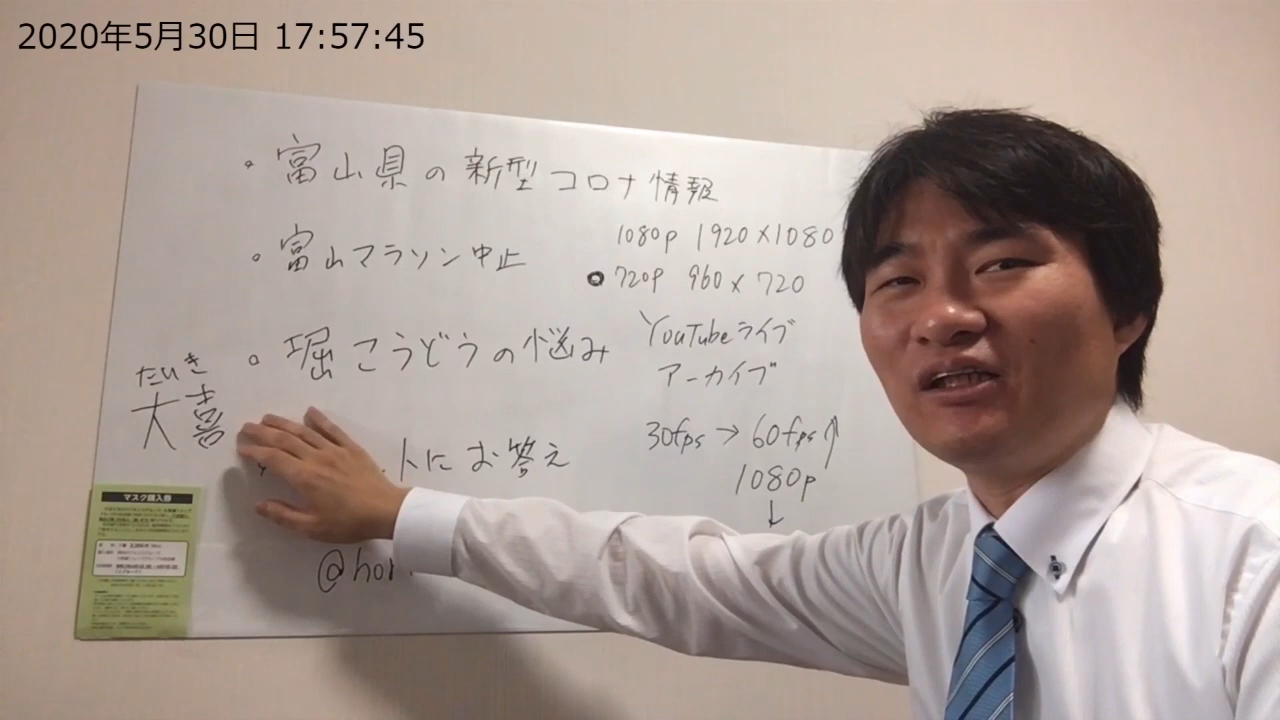 2020年5月30日 17:57:45
・富山県の新型コロナ情報
・富山マラソン中止
1080p 1920×1080
720p 960×720
・堀こうどうの悩み
YouTubeライブ
アーカイブ
たいき
大喜
トにお答え
30fps→60fps↑
1080p
↓
@hor
マスク購入券